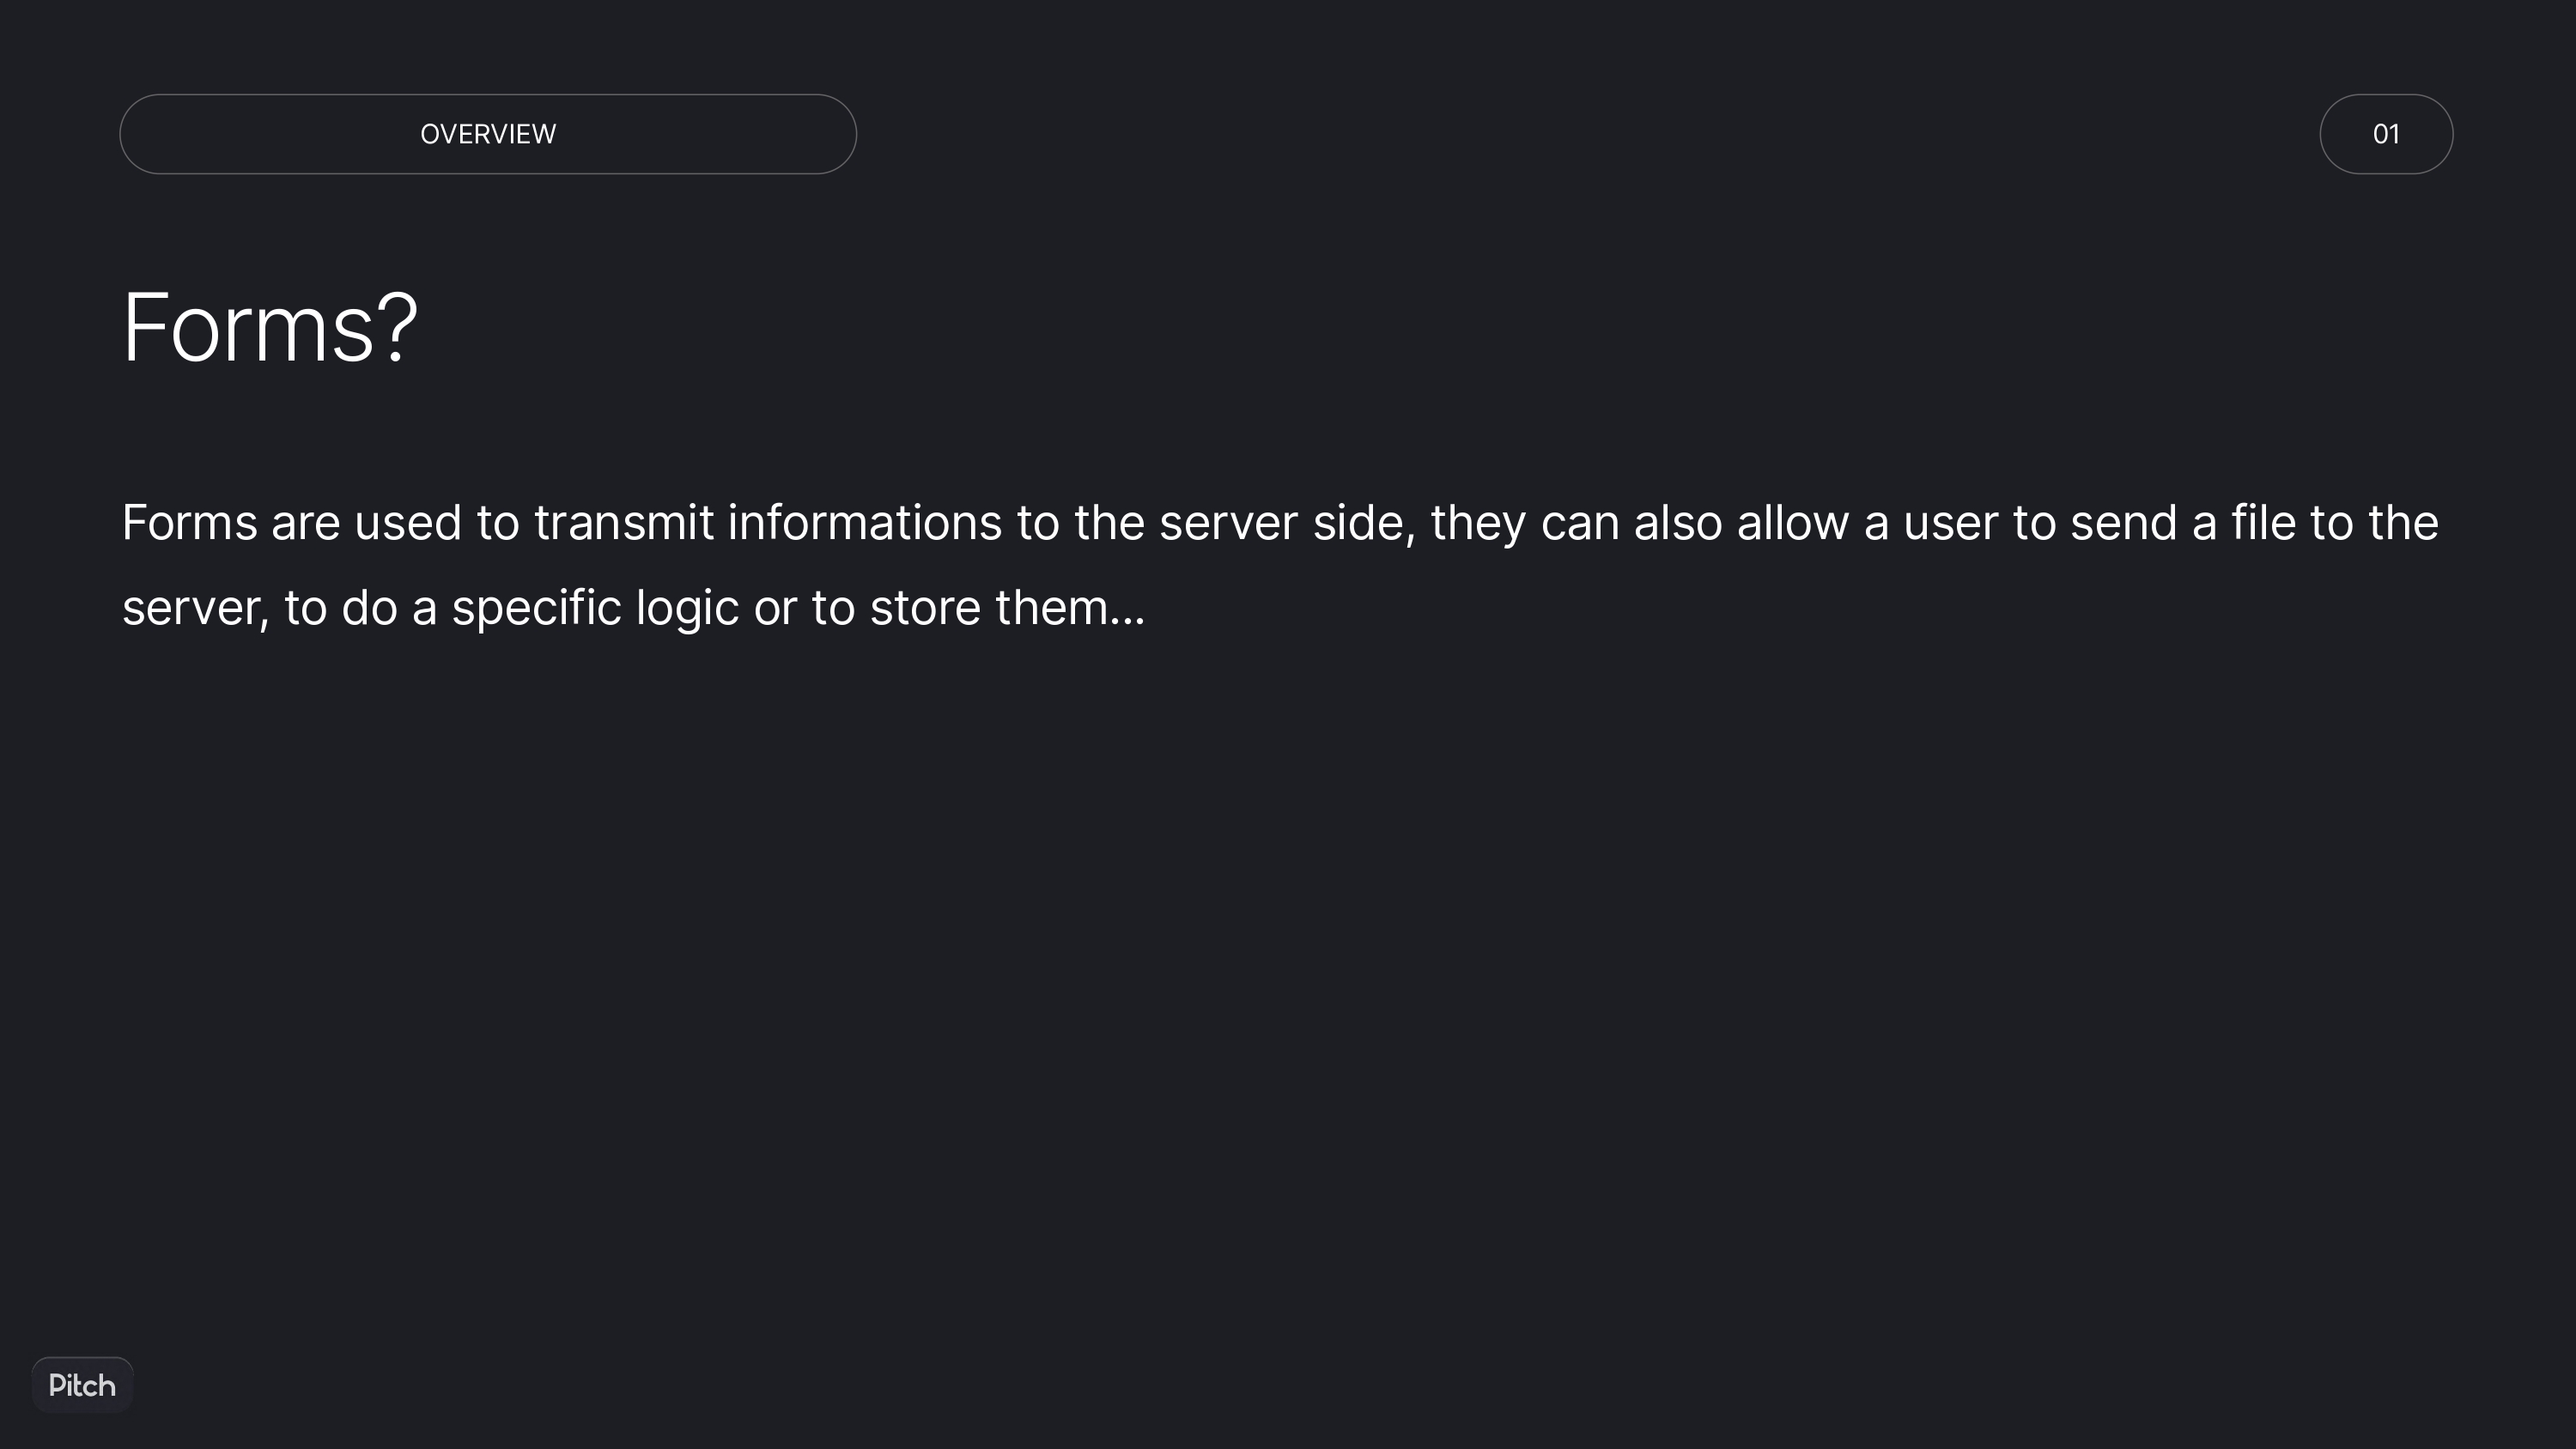 OVERVIEW
01
Forms?
Forms are used to transmit informations to the server side, they can also allow a user to send a file to the
server, to do a specific logic or to store them...
Pitch